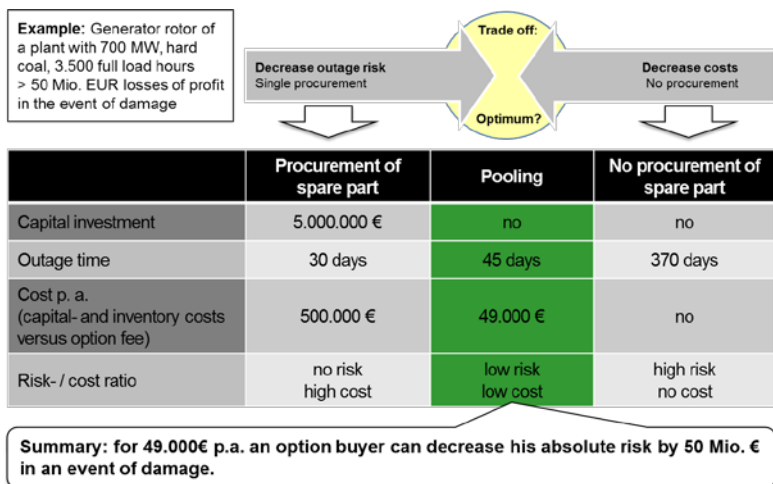 Example: Generator rotor of
a plant with 700 MW, hard
coal, 3.500 full load hours
> 50 Mio. EUR losses of profit
in the event of damage
Trade off:
Decrease outage risk
Single procurement
Decrease costs
No procurement
Optimum?
Procurement of
spare part
Pooling
No procurement of
spare part
Capital investment
5.000.000 €
no
no
Outage time
30 days
45 days
370 days
Cost p. a.
(capital- and inventory costs
versus option fee)
500.000 €
49.000 €
no
Risk- / cost ratio
no risk
high cost
low risk
low cost
high risk
no cost
Summary: for 49.000€ p.a. an option buyer can decrease his absolute risk by 50 Mio. €
in an event of damage.